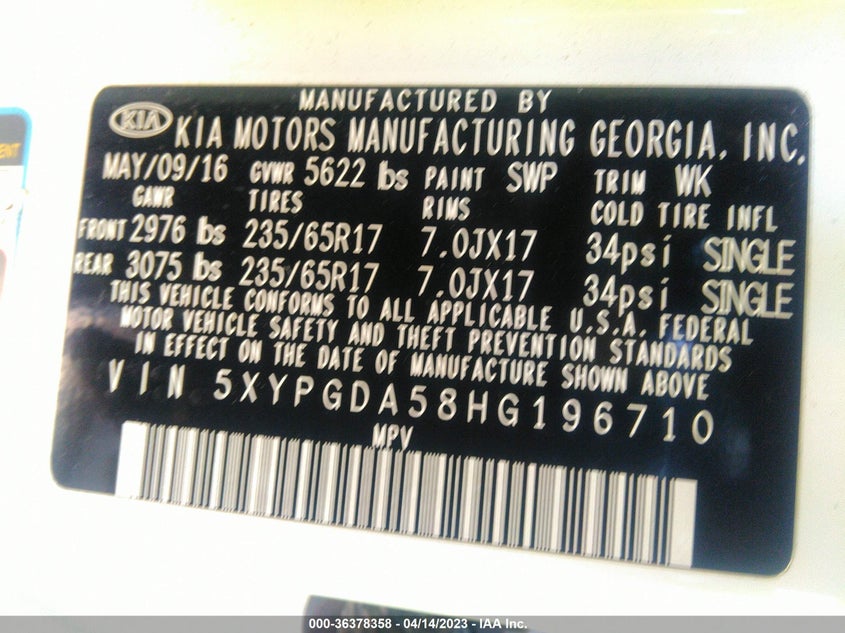 MANUFACTURED BY
KIA KIA MOTORS MANUFACTURING GEORGIA, INC.
MAY/09/16 GVWR 5622 lbs PAINT SWP TRIM WK
GAWR TIRES RIMS COLD TIRE INFL
FRONT 2976 lbs 235/65R17 7.0JX17 34psi SINGLE
REAR 3075 lbs 235/65R17 7.0JX17 34psi SINGLE
THIS VEHICLE CONFORMS TO ALL APPLICABLE U.S.A. FEDERAL
MOTOR VEHICLE SAFETY AND THEFT PREVENTION STANDARDS
IN EFFECT ON THE DATE OF MANUFACTURE SHOWN ABOVE
VIN 5XYPGDA58HG196710
MPV
000-36378358 - 04/14/2023 - IAA Inc.